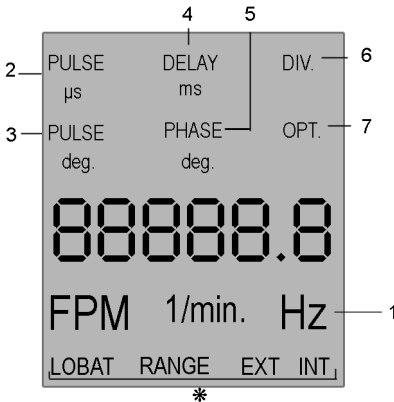 4 5
2 PULSE DELAY DIV. 6
µs ms
3 PULSE PHASE OPT. 7
deg. deg.
88888.8
FPM 1/min. Hz 1
LOBAT RANGE EXT INT
*